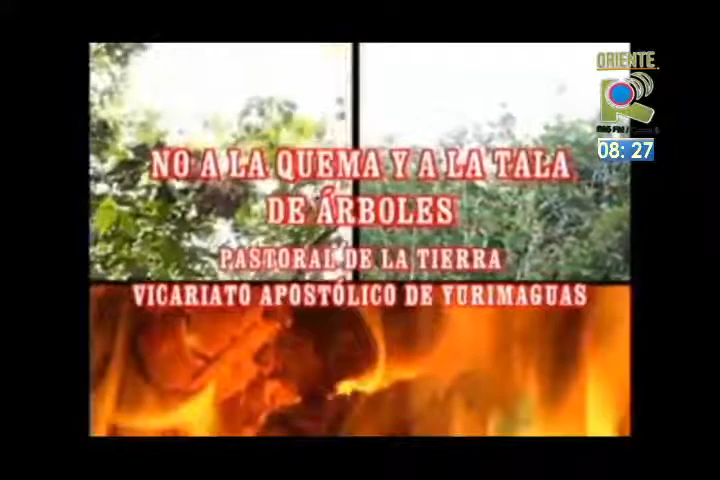 ORIENTE
08:27
NO A LA QUEMA Y A LA TALA
DE ÁRBOLES
PASTORAL DE LA TIERRA
VICARIATO APOSTÓLICO DE YURIMAGUAS